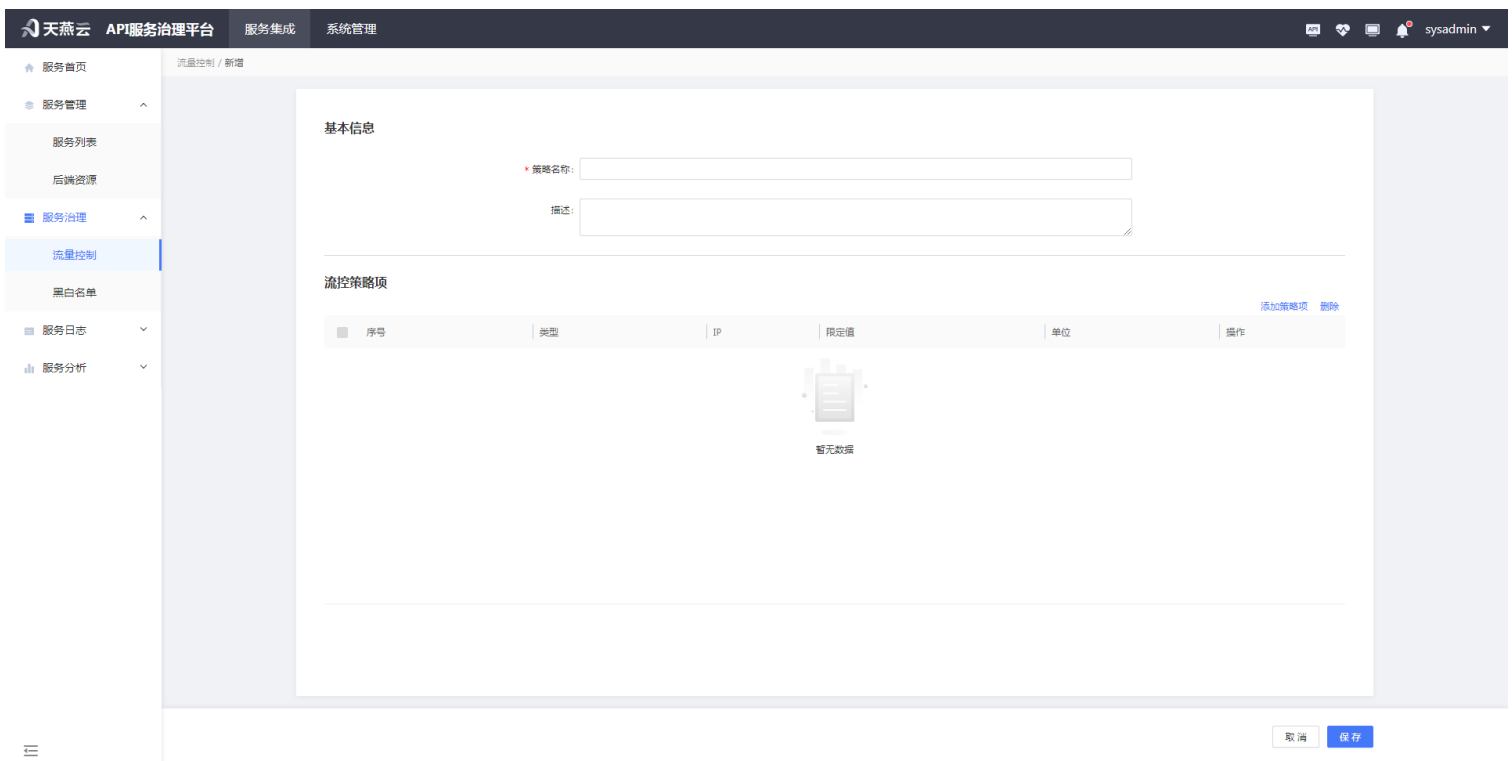 天燕云 API服务治理平台 服务集成 系统管理 API sysadmin
服务首页
服务管理
服务列表
后端资源
服务治理
流量控制
黑白名单
服务日志
服务分析
流量控制 / 新增
基本信息
* 策略名称:
描述:
流控策略项
添加策略项 删除
序号 类型 IP 限定值 单位 操作
暂无数据
取消 保存